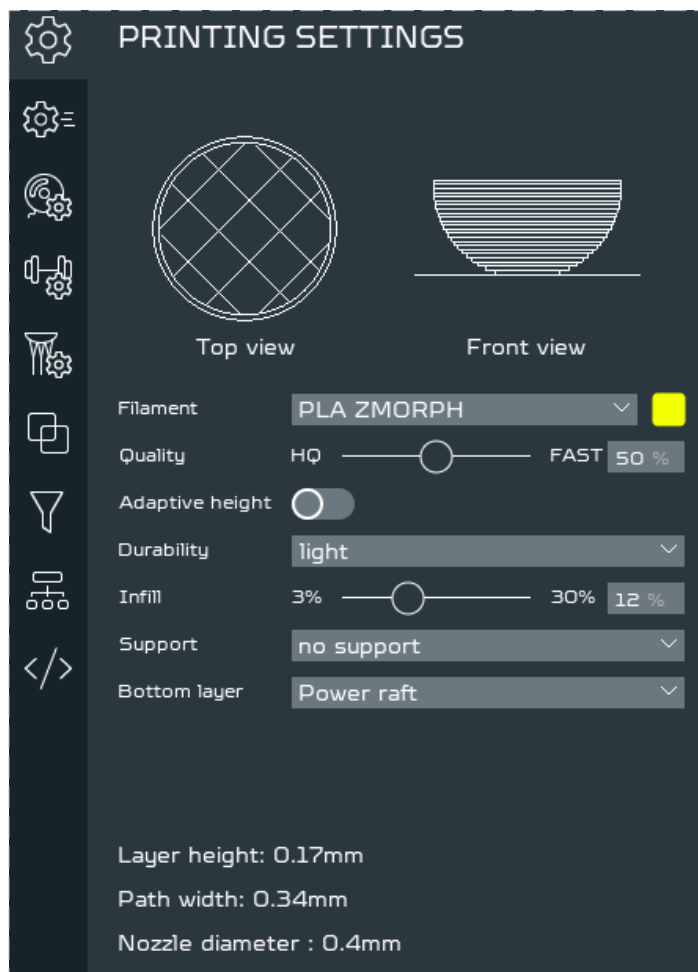 PRINTING SETTINGS
Top view Front view
Filament PLA ZMORPH
Quality HQ FAST 50 %
Adaptive height
Durability light
Infill 3% 30% 12 %
Support no support
Bottom layer Power raft
Layer height: 0.17mm
Path width: 0.34mm
Nozzle diameter : 0.4mm